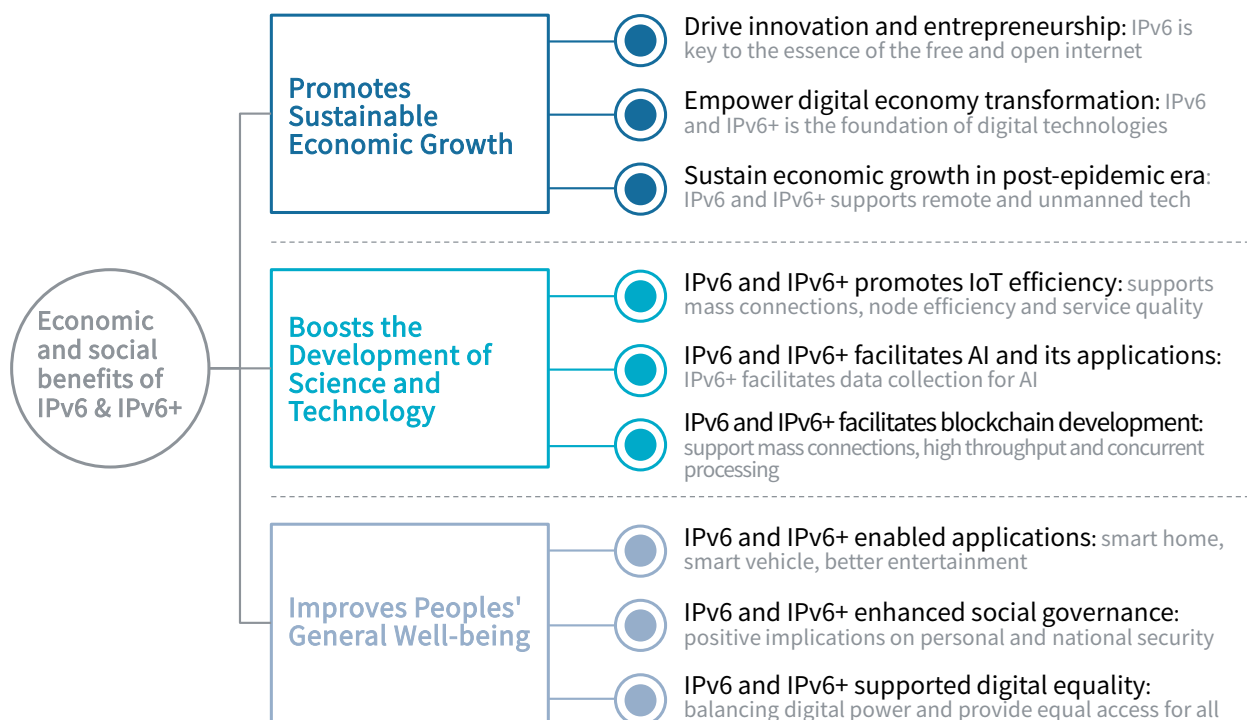 Economic
and social
benefits of
IPv6 & IPv6+
Promotes
Sustainable
Economic Growth
Drive innovation and entrepreneurship: IPv6 is
key to the essence of the free and open internet
Empower digital economy transformation: IPv6
and IPv6+ is the foundation of digital technologies
Sustain economic growth in post-epidemic era:
IPv6 and IPv6+ supports remote and unmanned tech
Boosts the
Development of
Science and
Technology
IPv6 and IPv6+ promotes IoT efficiency: supports
mass connections, node efficiency and service quality
IPv6 and IPv6+ facilitates AI and its applications:
IPv6+ facilitates data collection for AI
IPv6 and IPv6+ facilitates blockchain development:
support mass connections, high throughput and concurrent
processing
Improves Peoples'
General Well-being
IPv6 and IPv6+ enabled applications: smart home,
smart vehicle, better entertainment
IPv6 and IPv6+ enhanced social governance:
positive implications on personal and national security
IPv6 and IPv6+ supported digital equality:
balancing digital power and provide equal access for all